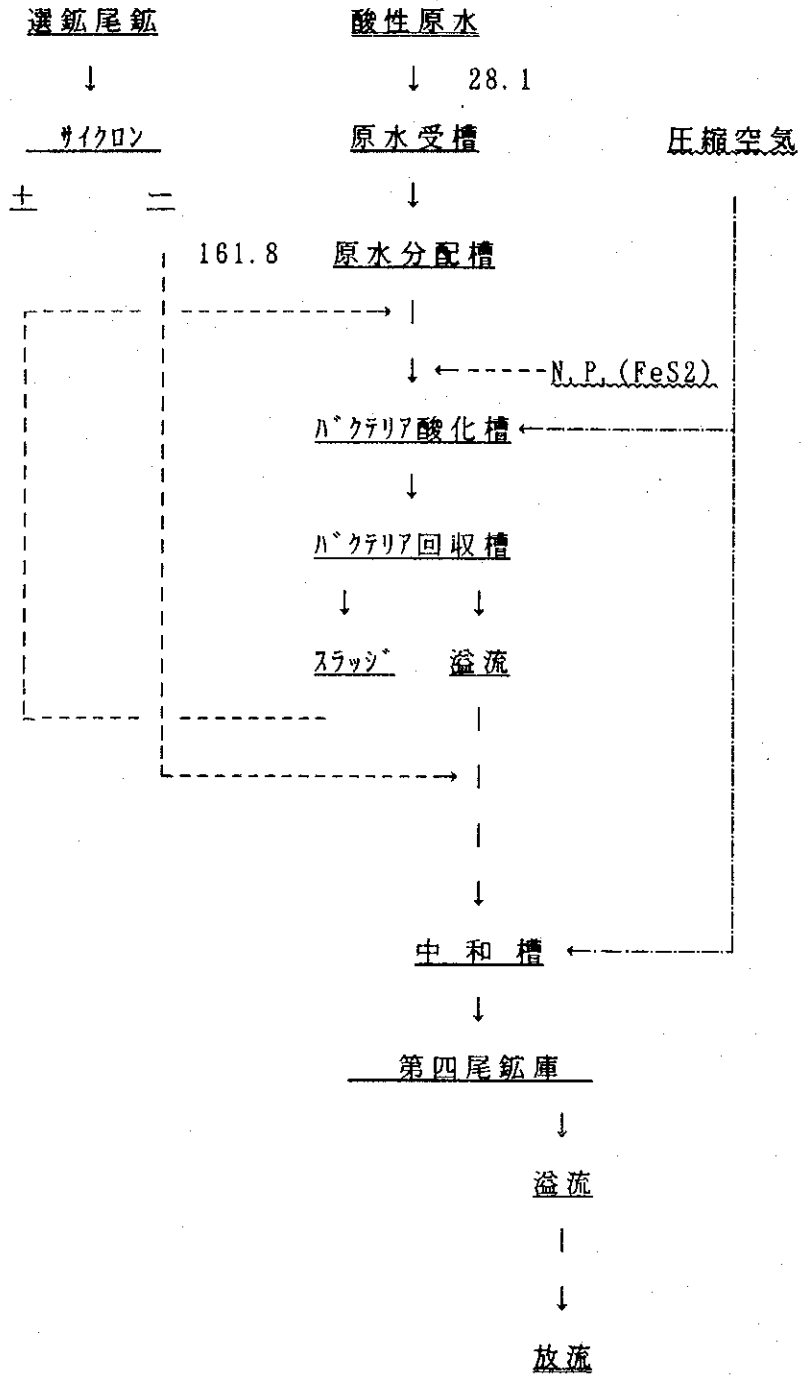 選鉱尾鉱 酸性原水
↓ ↓ 28.1
サイクロン 原水受槽 圧縮空気
+ − ↓
161.8 原水分配槽
↓ ← N,P,(FeS2)
バクテリア酸化槽 ←
↓
バクテリア回収槽
↓ ↓
スラッジ 溢流
↓
中和槽 ←
↓
第四尾鉱庫
↓
溢流
↓
放流